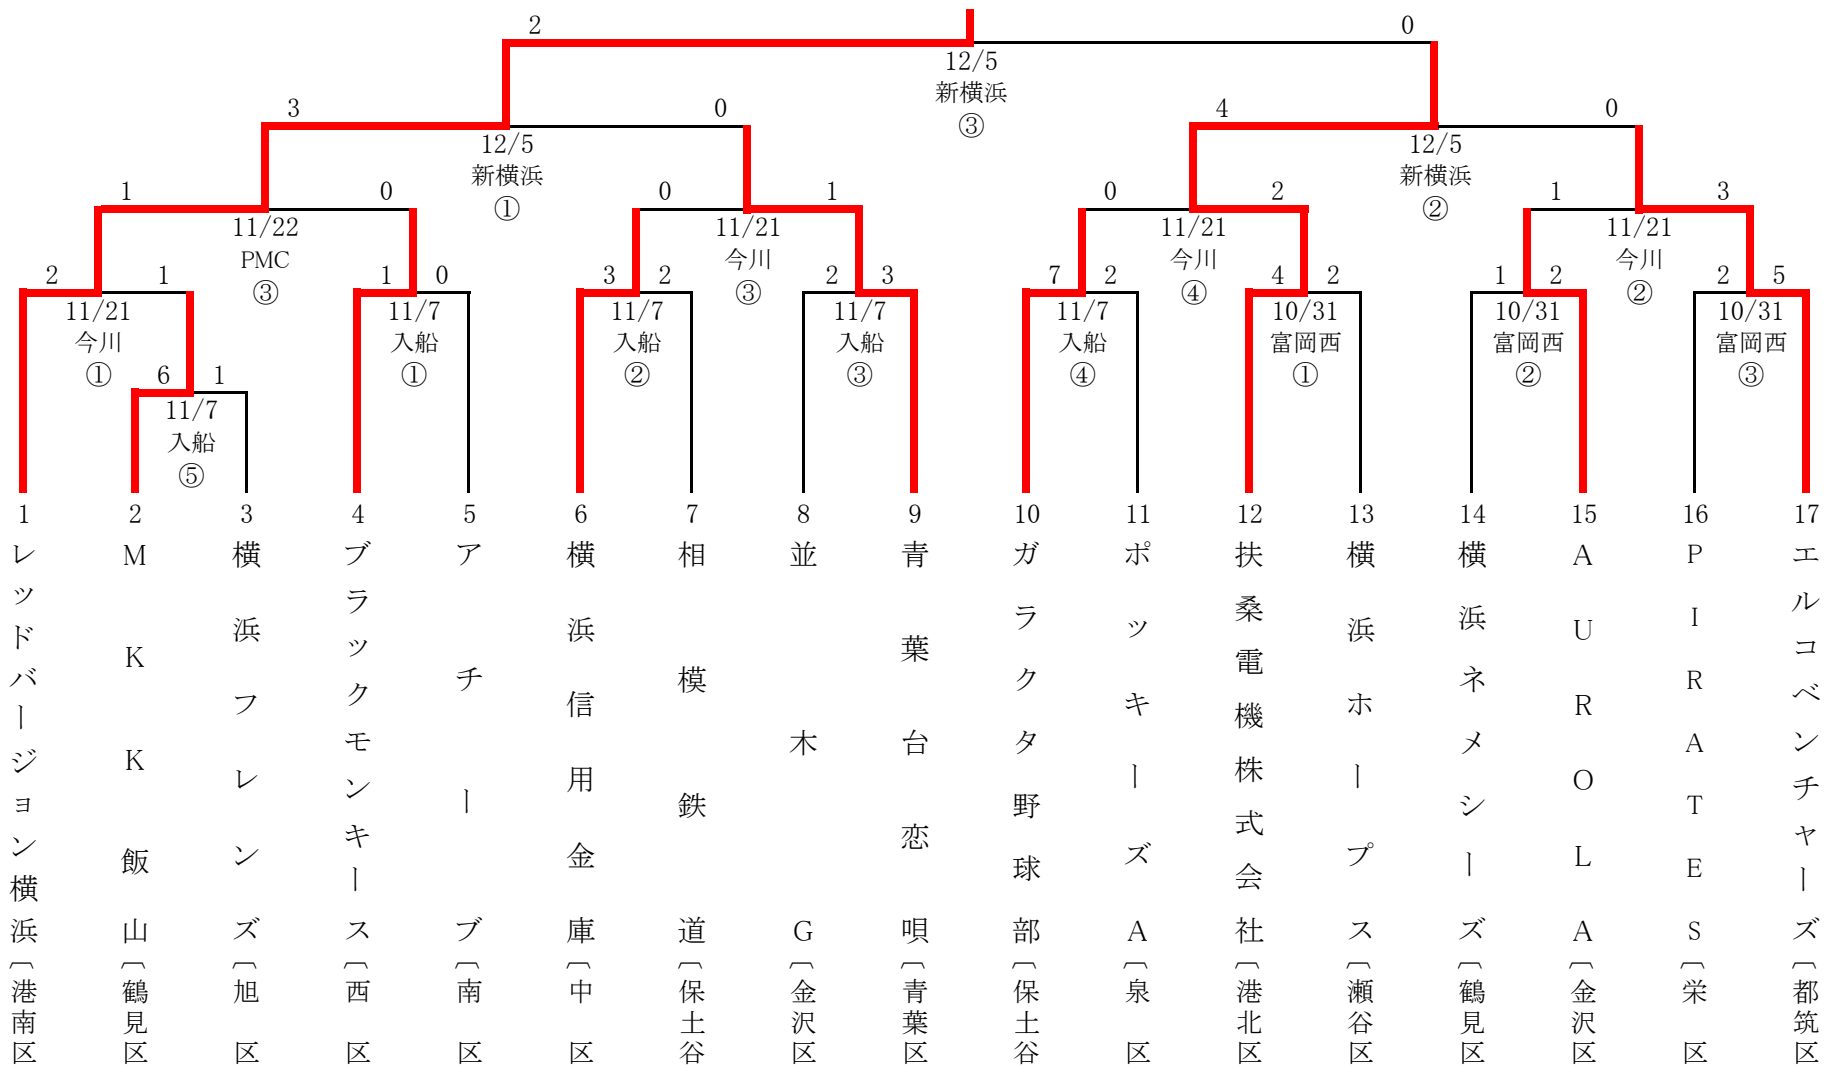 2 0
12/5
新横浜
③
3 0 4 0
12/5 12/5
新横浜 新横浜
① ②
1 0 0 1 0 2 1 3
11/22 11/21 11/21 11/21
PMC 今川 今川 今川
③ ③ ④ ②
2 1 1 0 3 2 2 3 7 2 4 2 1 2 2 5
11/21 11/7 11/7 11/7 11/7 10/31 10/31 10/31
今川 入船 入船 入船 入船 富岡西 富岡西 富岡西
① ① ② ③ ④ ① ② ③
6 1
11/7
入船
⑤
1 レッドバージョン横浜〔港南区
2 MKK飯山〔鶴見区
3 横浜フレンズ〔旭区
4 ブラックモンキース〔西区
5 アチーブ〔南区
6 横浜信用金庫〔中区
7 相模鉄道〔保土谷
8 並木G〔金沢区
9 青葉台恋唄〔青葉区
10 ガラクタ野球部〔保土谷
11 ポッキーズA〔泉区
12 扶桑電機株式会社〔港北区
13 横浜ホープス〔瀬谷区
14 横浜ネメシーズ〔鶴見区
15 AUROLA〔金沢区
16 PIRATES〔栄区
17 エルコベンチャーズ〔都筑区